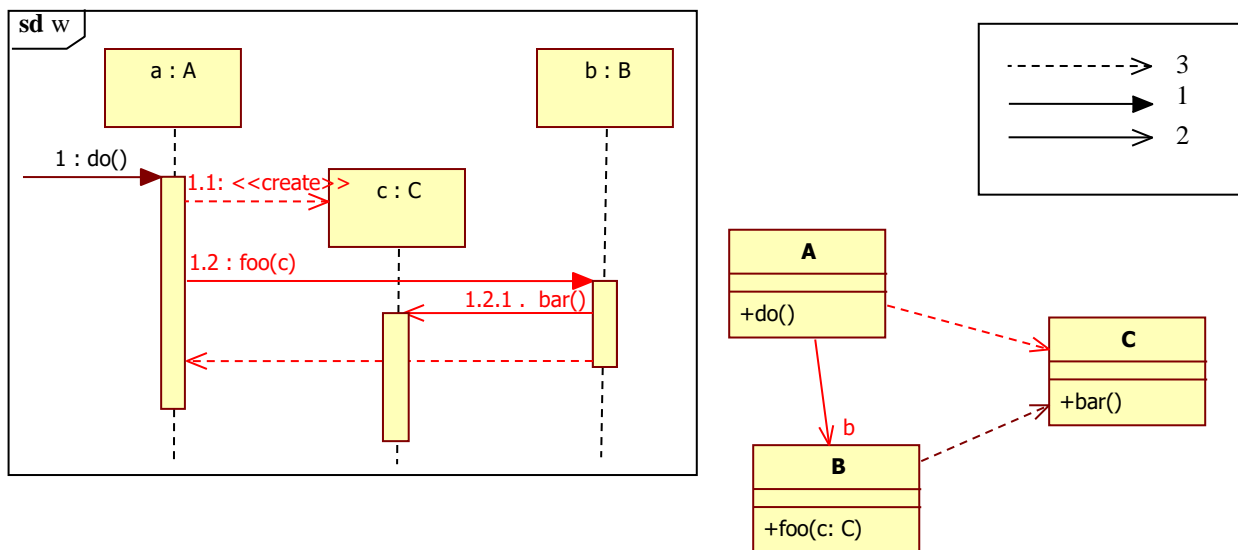 sd w
a : A
b : B
1 : do()
1.1: <<create>>
c : C
1.2 : foo(c)
1.2.1 . bar()
3
1
2
A
+do()
C
+bar()
b
B
+foo(c: C)